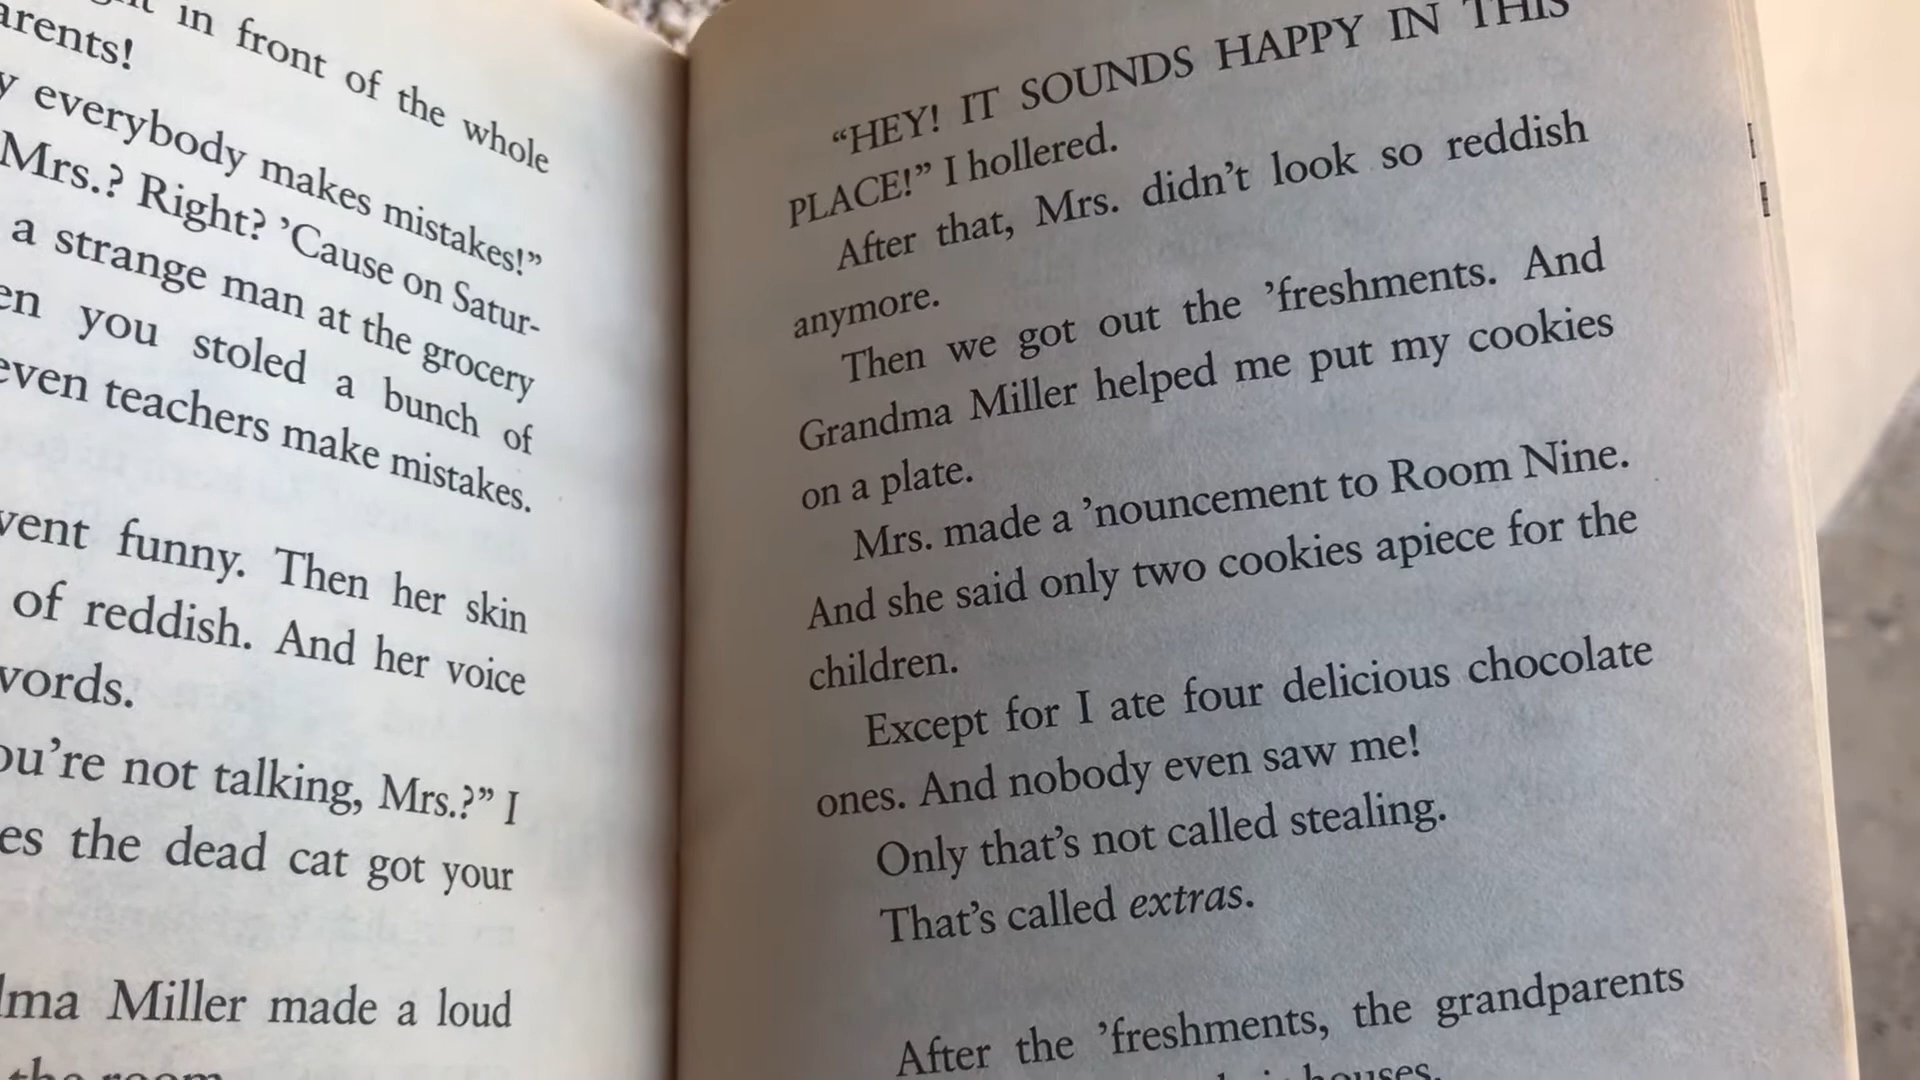 in front of the whole
arents!
y everybody makes mistakes!”
Mrs.? Right? ’Cause on Satur-
a strange man at the grocery
en you stoled a bunch of
even teachers make mistakes.
vent funny. Then her skin
of reddish. And her voice
vords.
ou’re not talking, Mrs.?” I
es the dead cat got your
lma Miller made a loud
the room
“HEY! IT SOUNDS HAPPY IN THIS
PLACE!” I hollered.
After that, Mrs. didn’t look so reddish
anymore.
Then we got out the ’freshments. And
Grandma Miller helped me put my cookies
on a plate.
Mrs. made a ’nouncement to Room Nine.
And she said only two cookies apiece for the
children.
Except for I ate four delicious chocolate
ones. And nobody even saw me!
Only that’s not called stealing.
That’s called extras.
After the ’freshments, the grandparents
houses.